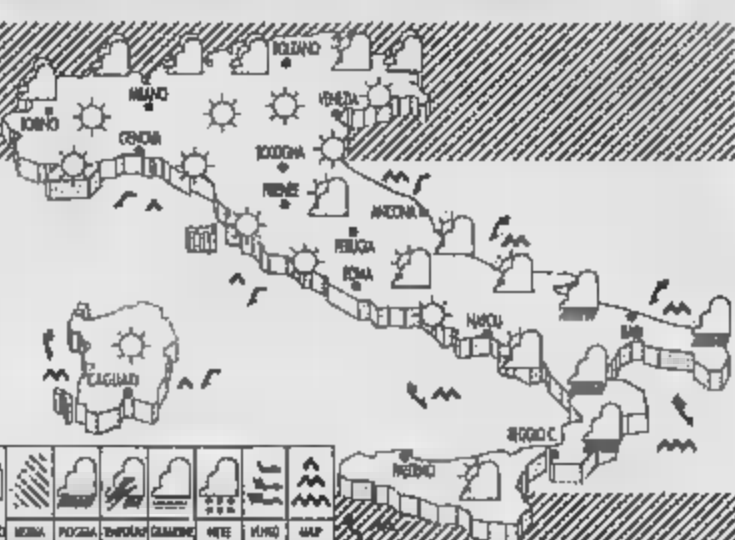 BOLZANO
MILANO
VENEZIA
TORINO
GENOVA
BOLOGNA
FIRENZE
ANCONA
PERUGIA
ROMA
NAPOLI
BARI
CAGLIARI
REGGIO C.
PALERMO
NEBBIA PIOGGIA TEMPORALE NEVE VENTO MARE